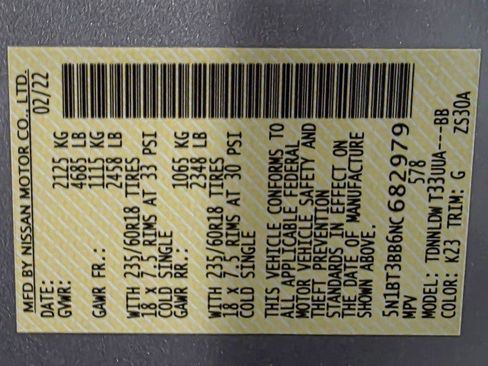 MFD BY NISSAN MOTOR CO., LTD.
DATE: 02/22
GVWR: 2125 KG
4685 LB
GAWR FR.: 1115 KG
2458 LB
WITH 235/60R18 TIRES
18 x 7.5 RIMS AT 33 PSI
COLD SINGLE
GAWR RR.: 1065 KG
2348 LB
WITH 235/60R18 TIRES
18 x 7.5 RIMS AT 30 PSI
COLD SINGLE
THIS VEHICLE CONFORMS TO
ALL APPLICABLE FEDERAL
MOTOR VEHICLE SAFETY AND
THEFT PREVENTION
STANDARDS IN EFFECT ON
THE DATE OF MANUFACTURE
SHOWN ABOVE.
5N1BT3BB6NC682979
MPV 578
MODEL: TDNNLDW T33UUA---BB
COLOR: K23 TRIM: G ZS30A